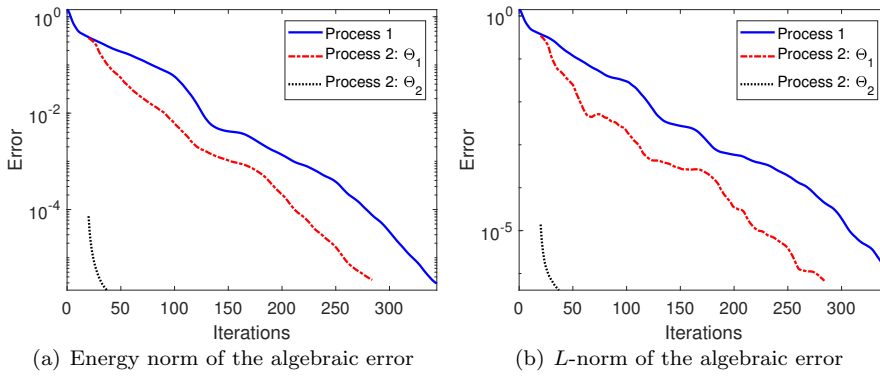 10^0
10^-2
10^-4
Error
0 50 100 150 200 250 300
Iterations
Process 1
Process 2: Θ_1
Process 2: Θ_2
(a) Energy norm of the algebraic error
10^0
10^-5
Error
0 50 100 150 200 250 300
Iterations
Process 1
Process 2: Θ_1
Process 2: Θ_2
(b) L-norm of the algebraic error